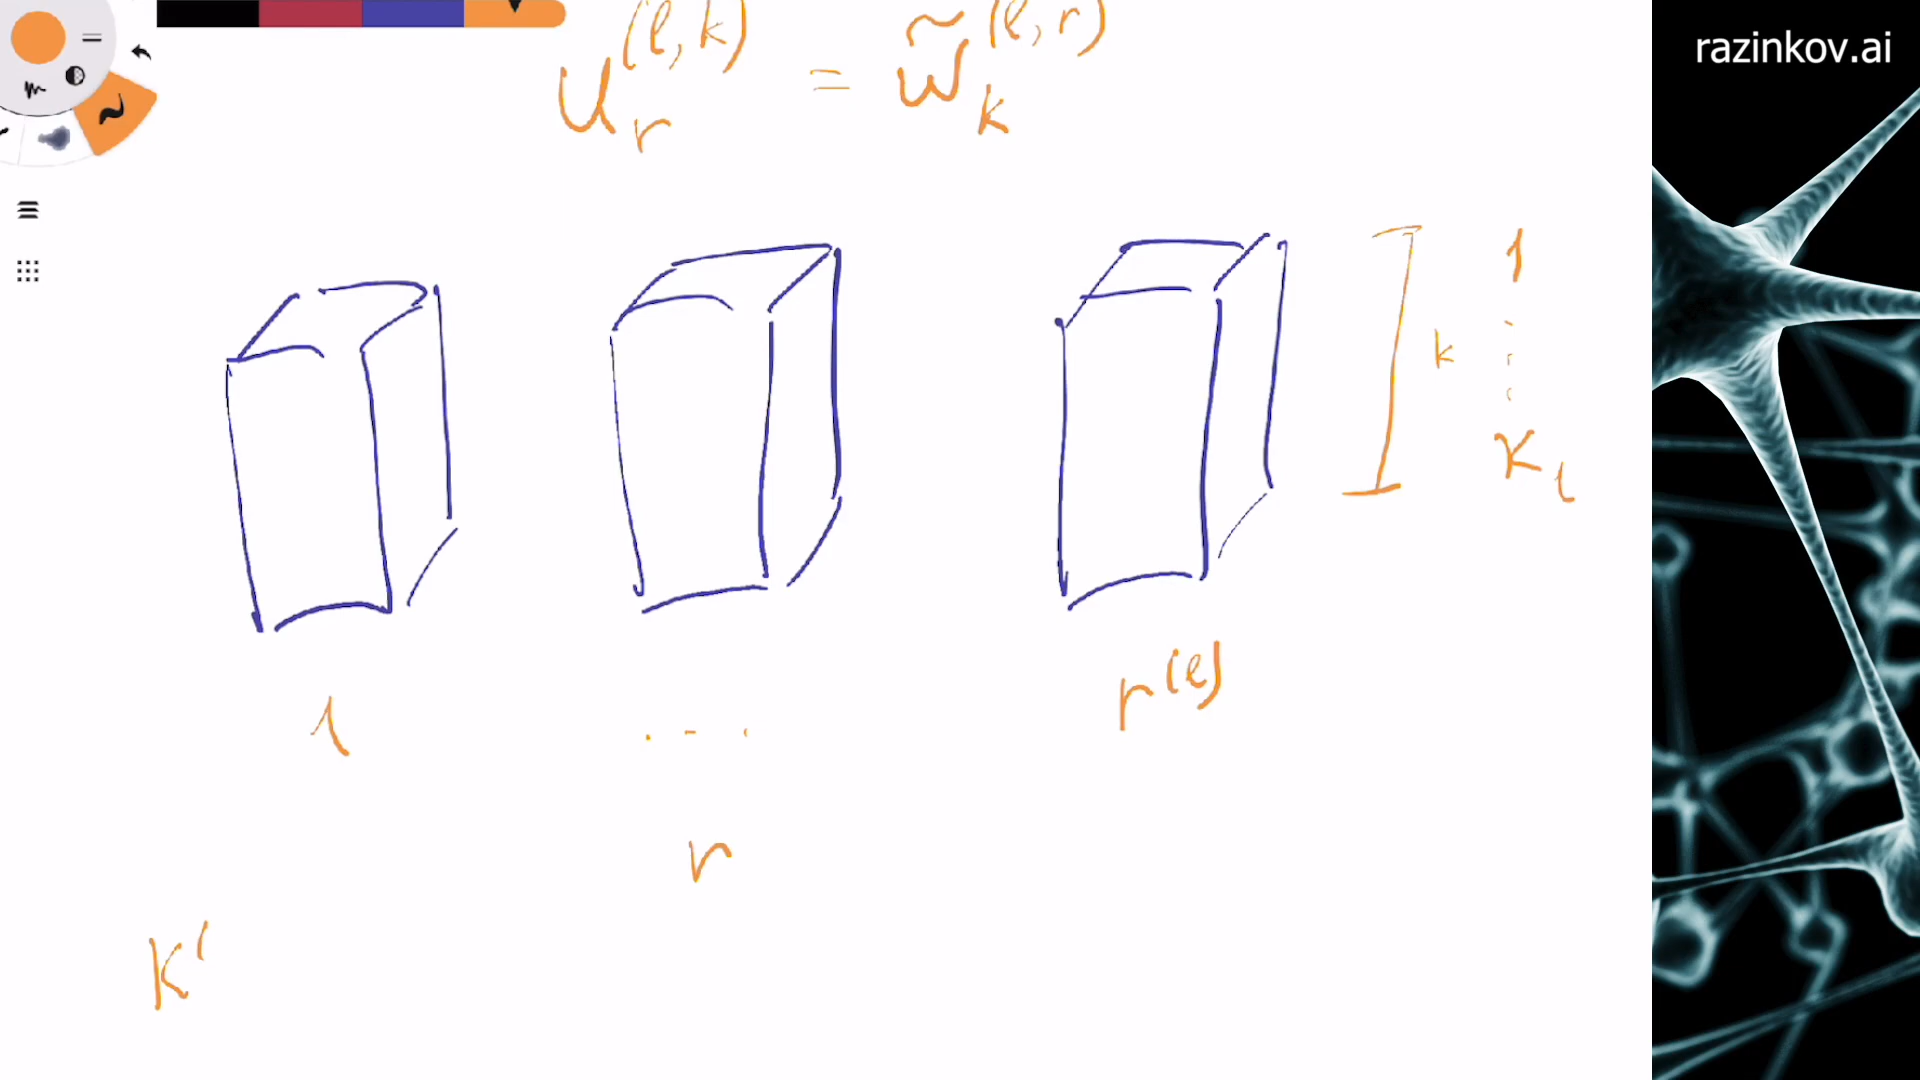 razinkov.ai
u_r^(l,k) = w̃_k^(l,r)
1
k
K_l
1 ... r^(l)
r
K'